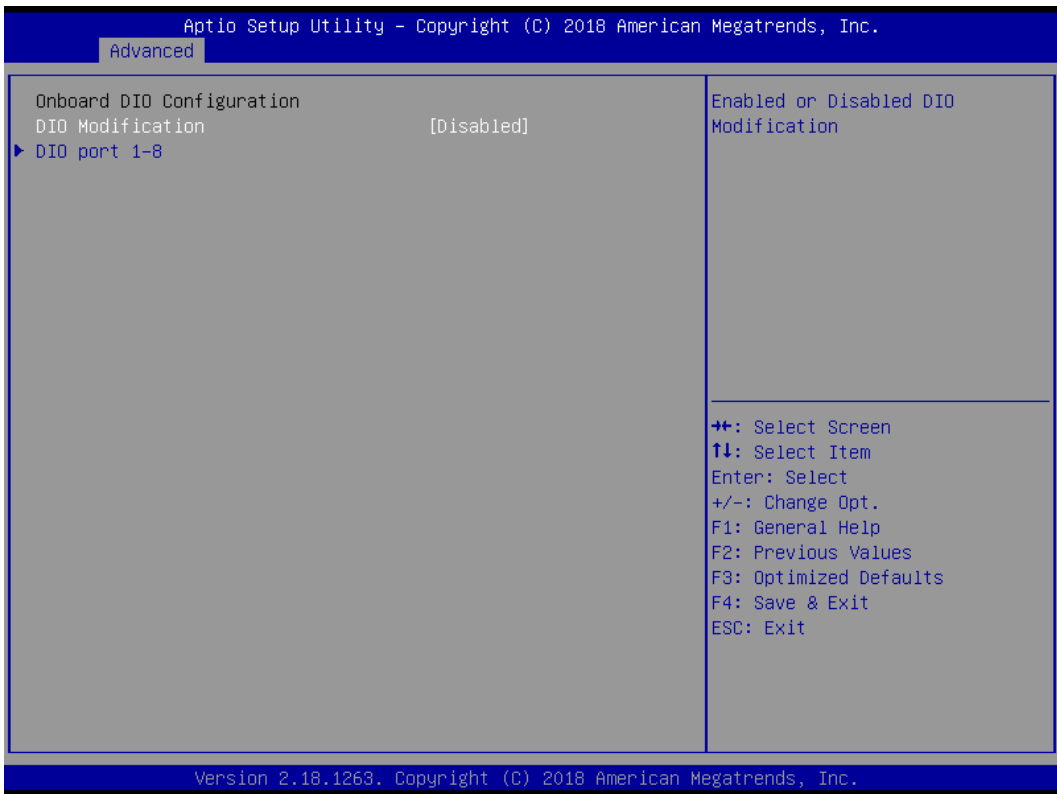 Aptio Setup Utility – Copyright (C) 2018 American Megatrends, Inc.
Advanced
Onboard DIO Configuration
DIO Modification [Disabled]
▶ DIO port 1-8
Enabled or Disabled DIO
Modification
→←: Select Screen
↑↓: Select Item
Enter: Select
+/-: Change Opt.
F1: General Help
F2: Previous Values
F3: Optimized Defaults
F4: Save & Exit
ESC: Exit
Version 2.18.1263. Copyright (C) 2018 American Megatrends, Inc.